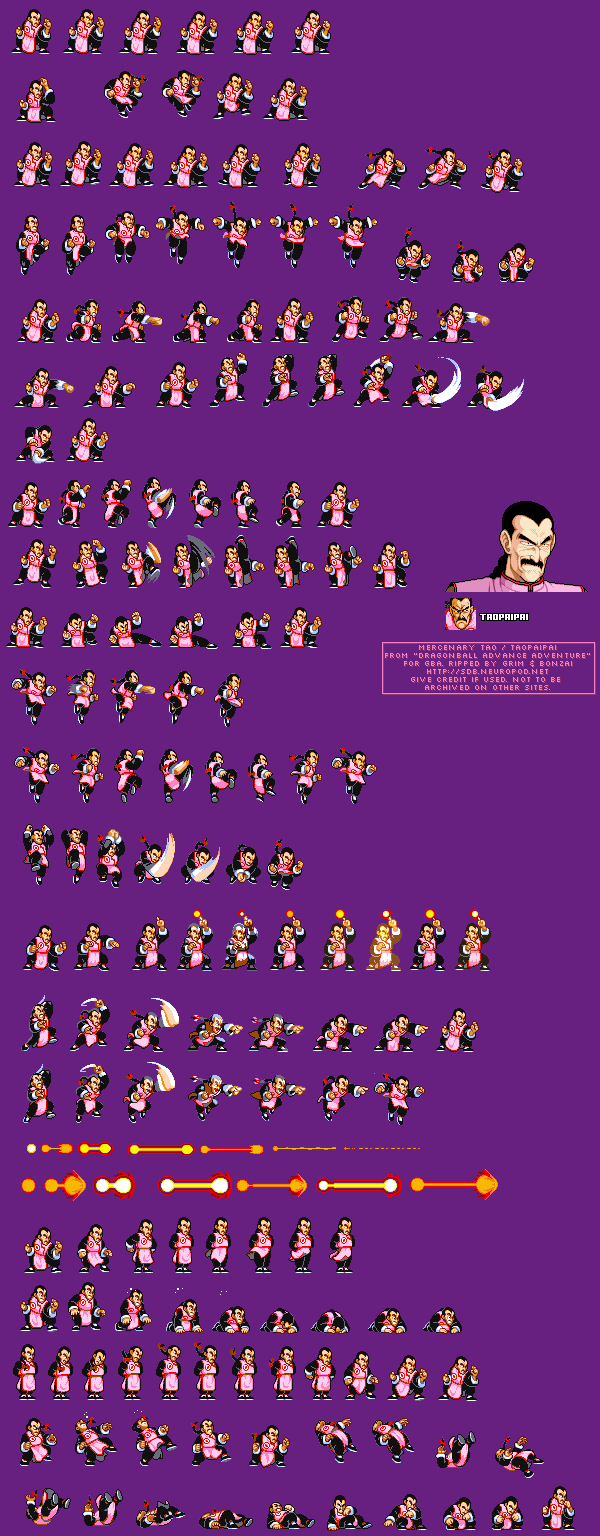 TAOPAIPAI
MERCENARY TAO / TAOPAIPAI
FROM "DRAGONBALL ADVANCE ADVENTURE"
FOR GBA. RIPPED BY GRIM & BONZAI
HTTP://SDB.NEUROPOD.NET
GIVE CREDIT IF USED. NOT TO BE
ARCHIVED ON OTHER SITES.